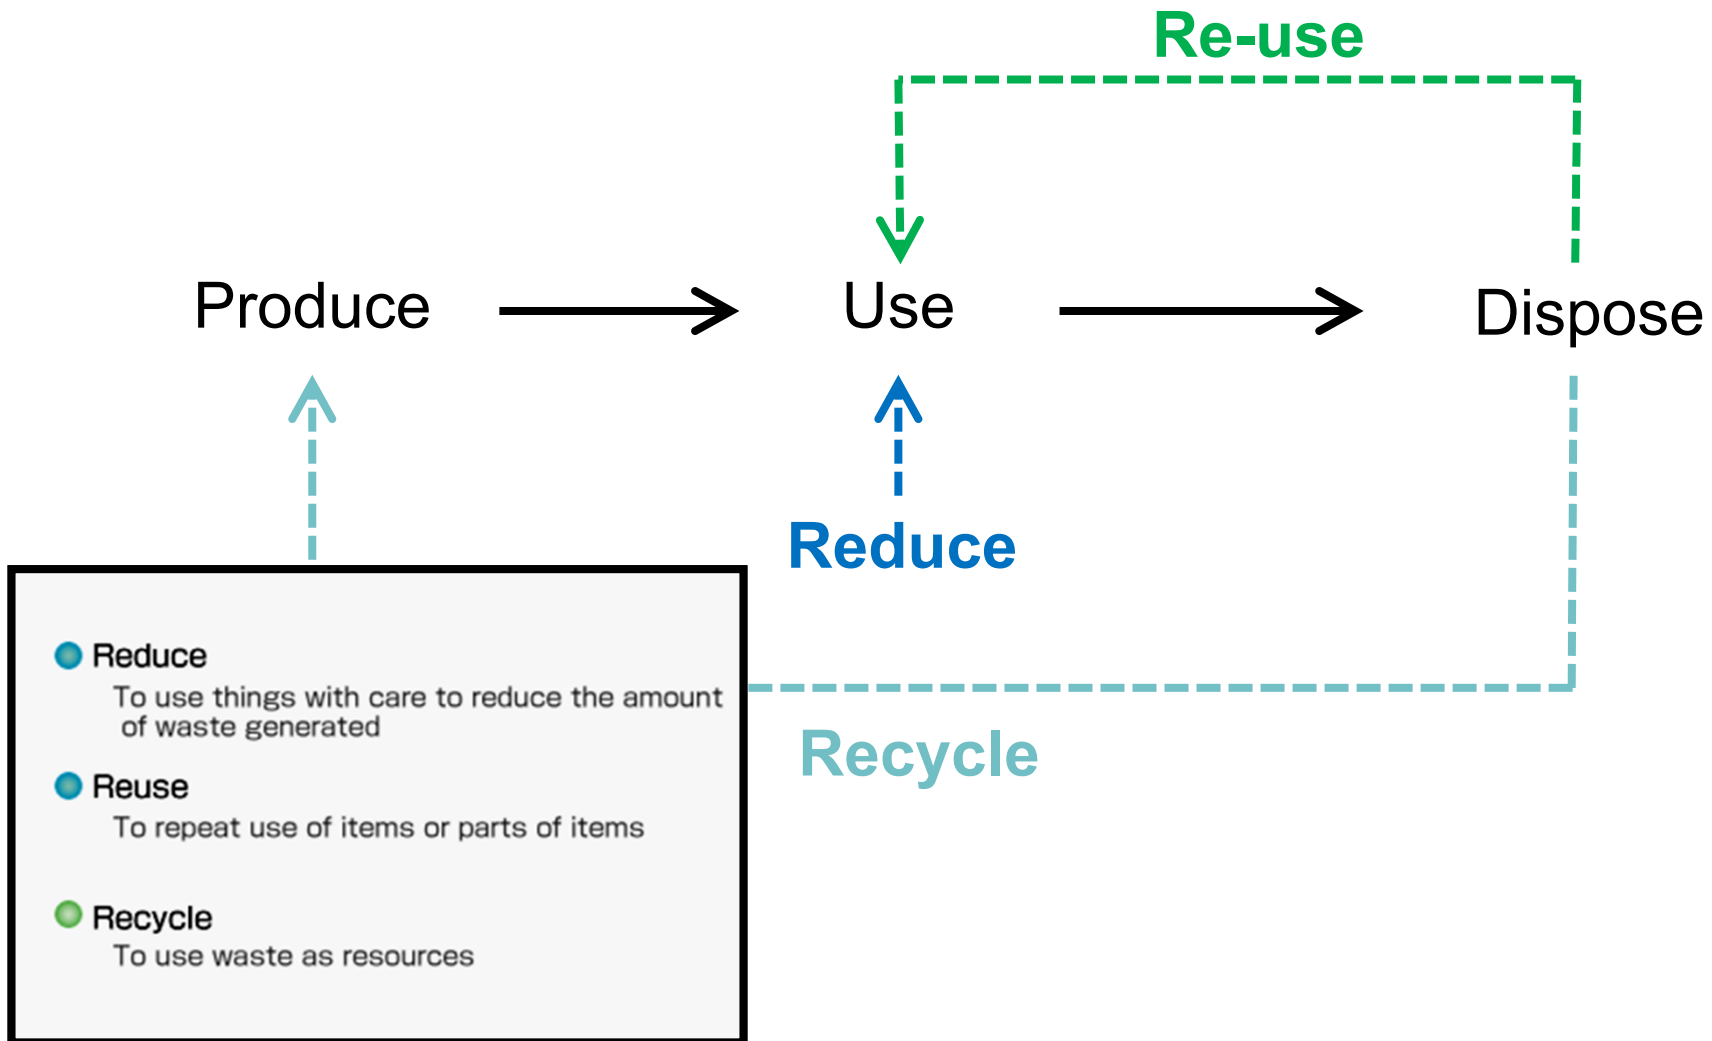 Re-use
Produce
Use
Dispose
Reduce
Recycle
Reduce
To use things with care to reduce the amount
of waste generated
Reuse
To repeat use of items or parts of items
Recycle
To use waste as resources